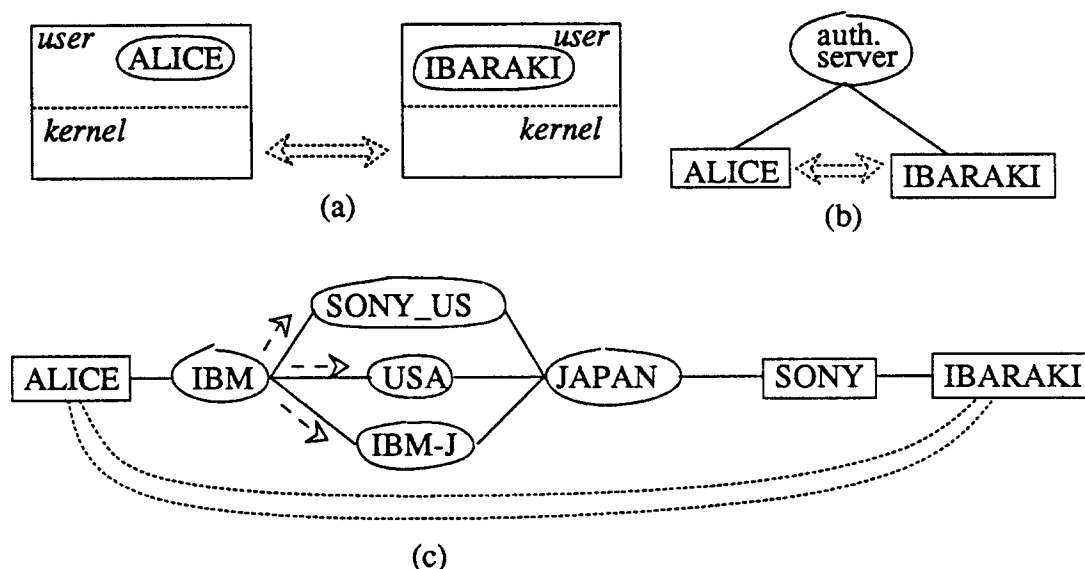 user
ALICE
kernel
user
IBARAKI
kernel
(a)
auth.
server
ALICE
IBARAKI
(b)
SONY_US
ALICE
IBM
USA
JAPAN
SONY
IBARAKI
IBM-J
(c)